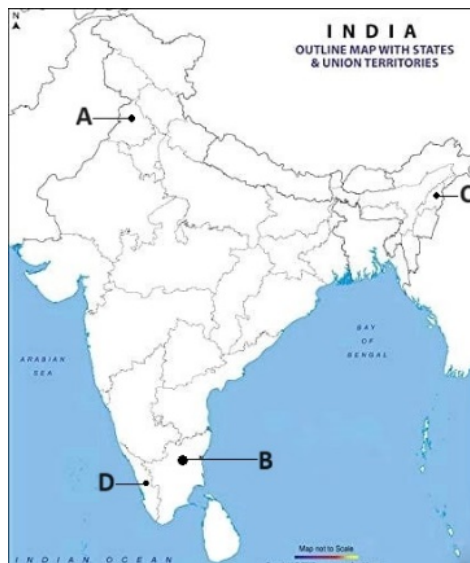 N
INDIA
OUTLINE MAP WITH STATES
& UNION TERRITORIES
A
C
ARABIAN
SEA
BAY
OF
BENGAL
B
D
Map not to Scale
INDIAN OCEAN